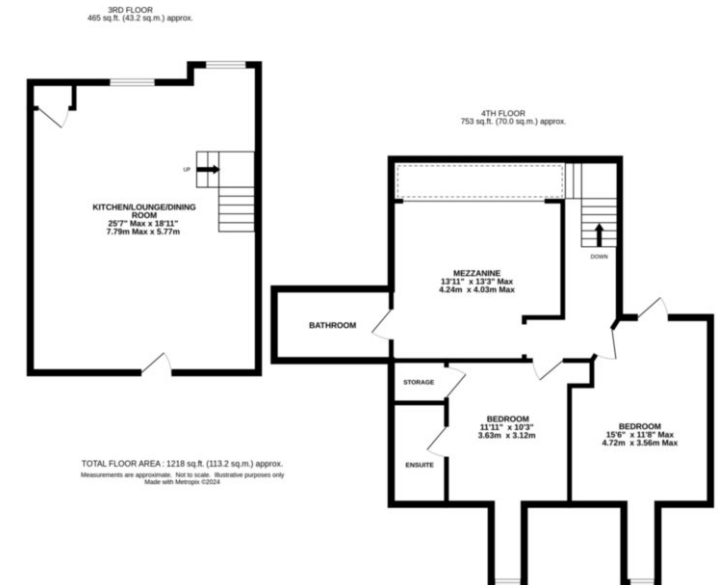 3RD FLOOR
465 sq.ft. (43.2 sq.m.) approx.
UP
KITCHEN/LOUNGE/DINING
ROOM
25'7" Max x 18'11"
7.79m Max x 5.77m
4TH FLOOR
753 sq.ft. (70.0 sq.m.) approx.
DOWN
MEZZANINE
13'11" x 13'3" Max
4.24m x 4.03m Max
BATHROOM
STORAGE
BEDROOM
11'11" x 10'3"
3.63m x 3.12m
BEDROOM
15'6" x 11'8" Max
4.72m x 3.56m Max
ENSUITE
TOTAL FLOOR AREA : 1218 sq.ft. (113.2 sq.m.) approx.
Measurements are approximate. Not to scale. Illustrative purposes only
Made with Metropix ©2024